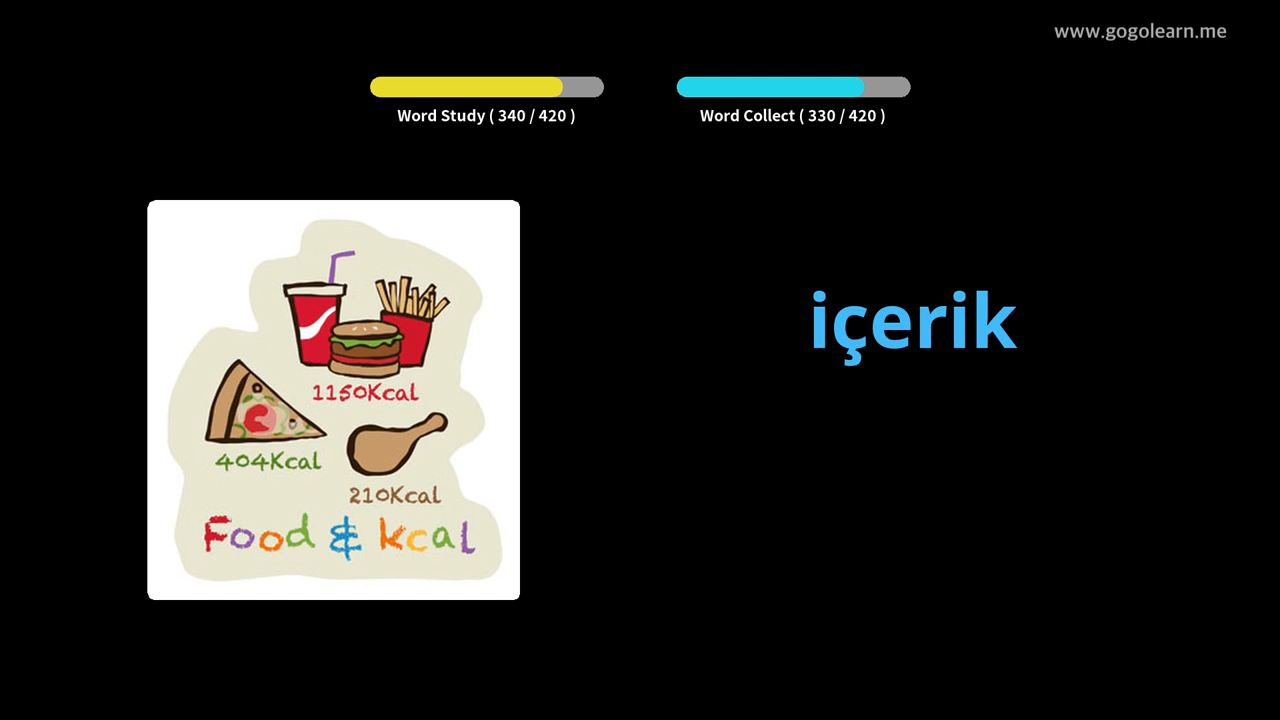 www.gogolearn.me
Word Study ( 340 / 420 )
Word Collect ( 330 / 420 )
içerik
1150Kcal
404Kcal
210Kcal
Food & kcal